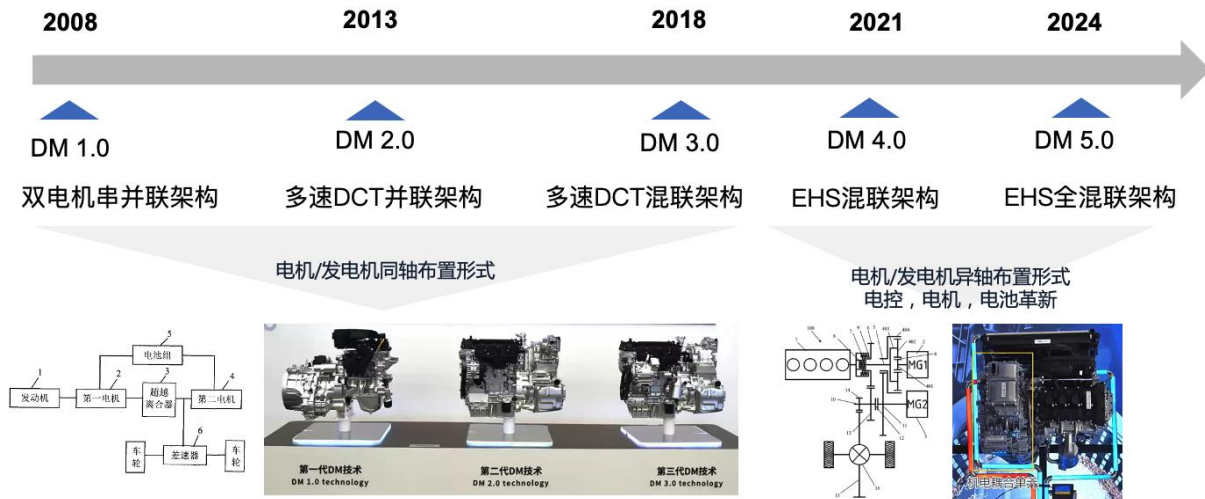 2008
2013
2018
2021
2024
DM 1.0
DM 2.0
DM 3.0
DM 4.0
DM 5.0
双电机串并联架构
多速DCT并联架构
多速DCT混联架构
EHS混联架构
EHS全混联架构
电机/发电机同轴布置形式
电机/发电机异轴布置形式
电控，电机，电池革新
5
电池组
1
2
3
4
发动机
第一电机
超越
离合器
第二电机
6
车轮
差速器
车轮
第一代DM技术
DM 1.0 technology
第二代DM技术
DM 2.0 technology
第三代DM技术
DM 3.0 technology
MG1
MG2
机电耦合单元